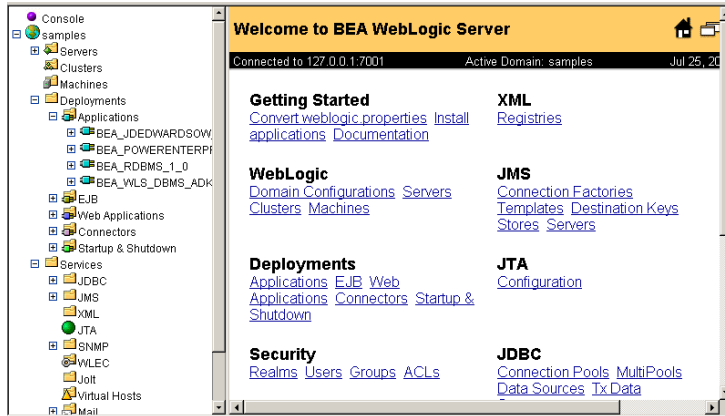 Console
samples
Servers
Clusters
Machines
Deployments
Applications
BEA_JDEDWARDSOW_
BEA_POWERENTERPR
BEA_RDBMS_1_0
BEA_WLS_DBMS_ADK
EJB
Web Applications
Connectors
Startup & Shutdown
Services
JDBC
JMS
XML
JTA
SNMP
WLEC
Jolt
Virtual Hosts
Mail
Welcome to BEA WebLogic Server
Connected to 127.0.0.1:7001 Active Domain: samples Jul 25, 20
Getting Started
Convert weblogic.properties Install
applications Documentation
XML
Registries
WebLogic
Domain Configurations Servers
Clusters Machines
JMS
Connection Factories
Templates Destination Keys
Stores Servers
Deployments
Applications EJB Web
Applications Connectors Startup &
Shutdown
JTA
Configuration
Security
Realms Users Groups ACLs
JDBC
Connection Pools MultiPools
Data Sources Tx Data